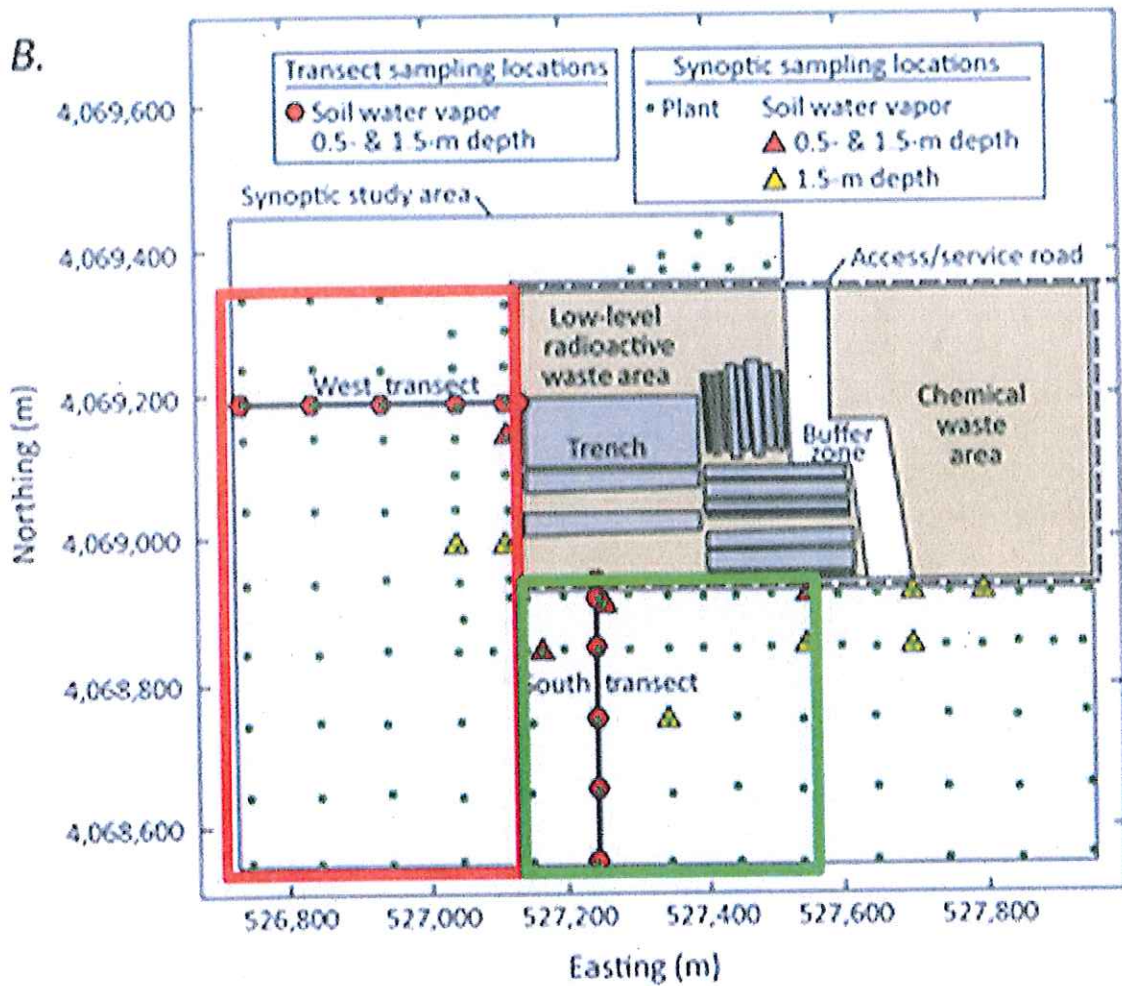 B.
Transect sampling locations
Soil water vapor
0.5- & 1.5-m depth
Synoptic sampling locations
Plant
Soil water vapor
0.5- & 1.5-m depth
1.5-m depth
Synoptic study area
Access/service road
Low-level
radioactive
waste area
Chemical
waste
area
West transect
Trench
Buffer
zone
South transect
Northing (m)
4,069,600
4,069,400
4,069,200
4,069,000
4,068,800
4,068,600
526,800
527,000
527,200
527,400
527,600
527,800
Easting (m)